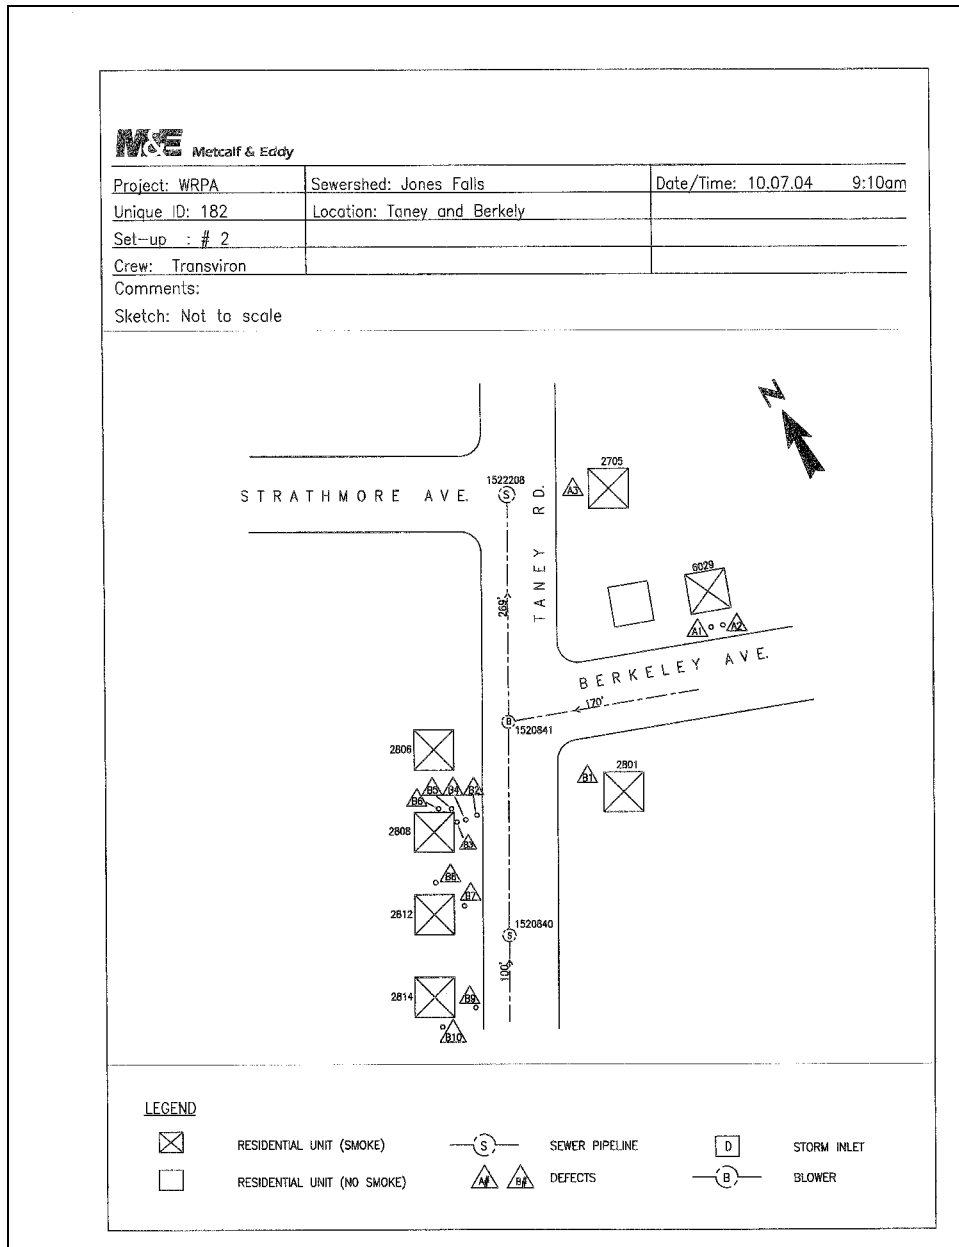 M&E Metcalf & Eddy
Project: WRPA Sewershed: Jones Falls Date/Time: 10.07.04 9:10am
Unique ID: 182 Location: Taney and Berkely
Set-up : # 2
Crew: Transviron
Comments:
Sketch: Not to scale
N
2705
1522208
A3
STRATHMORE AVE.
S
TANEY RD.
6029
269'
A1 A2
BERKELEY AVE.
170'
B
1520841
2806
2801
B1
B5 B4 B2
B6
2808
B3
B8
B7
2812
1520840
S
100'
2814
B9
B10
LEGEND
RESIDENTIAL UNIT (SMOKE) S SEWER PIPELINE D STORM INLET
RESIDENTIAL UNIT (NO SMOKE) A# B# DEFECTS B BLOWER